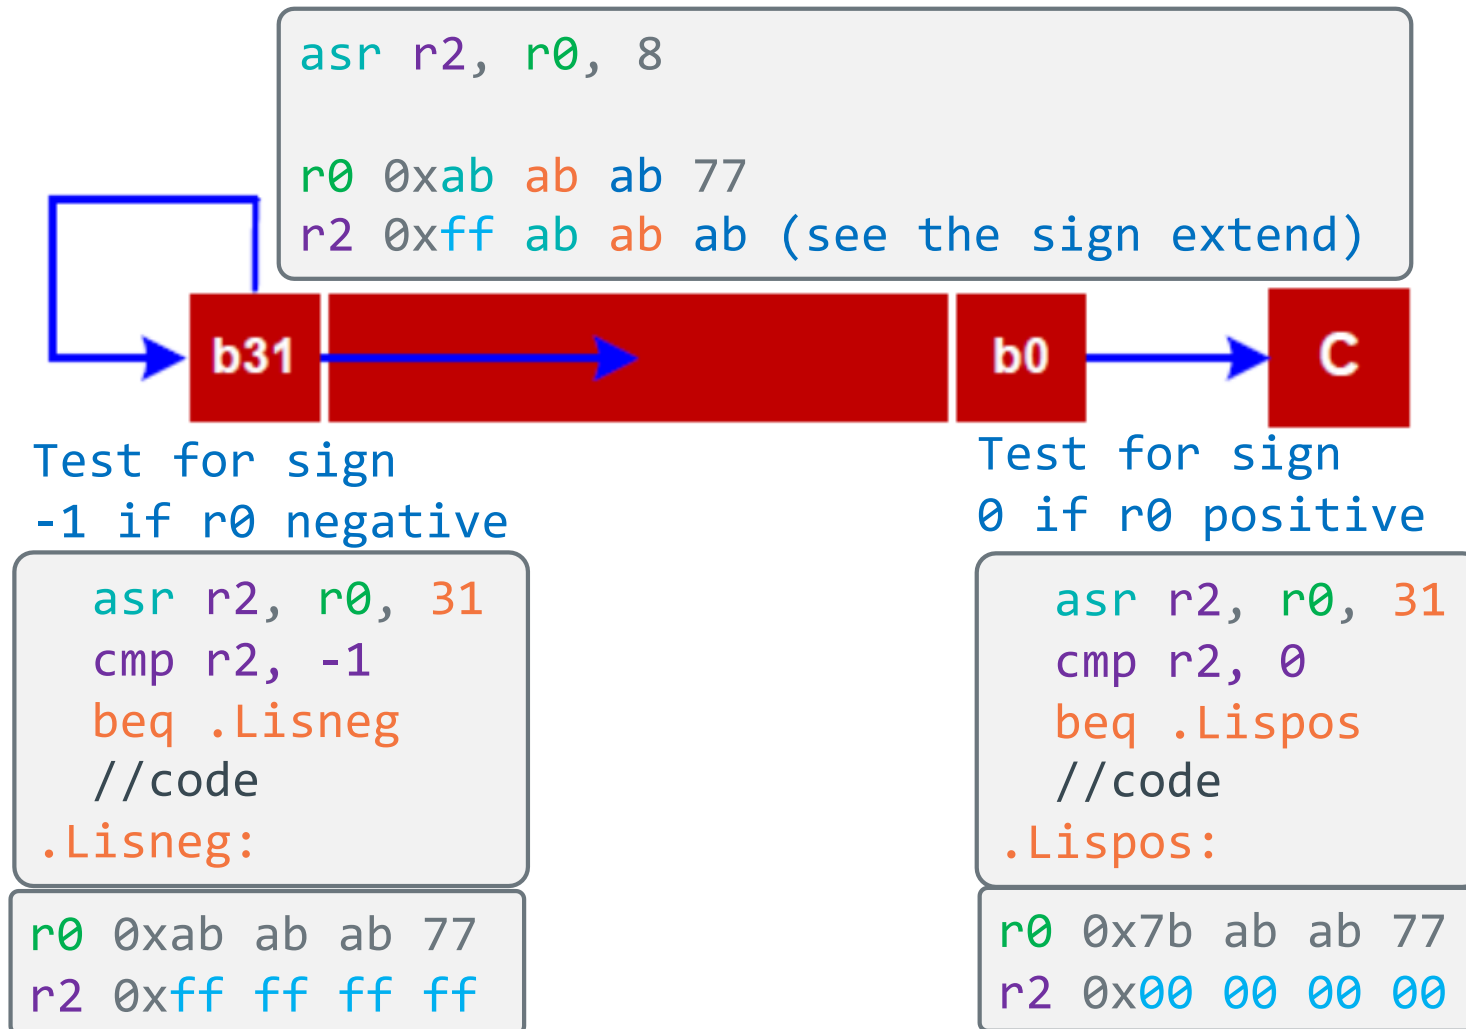 asr r2, r0, 8
r0 0xab ab ab 77
r2 0xff ab ab ab (see the sign extend)
b31
b0
C
Test for sign
-1 if r0 negative
asr r2, r0, 31
cmp r2, -1
beq .Lisneg
//code
.Lisneg:
r0 0xab ab ab 77
r2 0xff ff ff ff
Test for sign
0 if r0 positive
asr r2, r0, 31
cmp r2, 0
beq .Lispos
//code
.Lispos:
r0 0x7b ab ab 77
r2 0x00 00 00 00